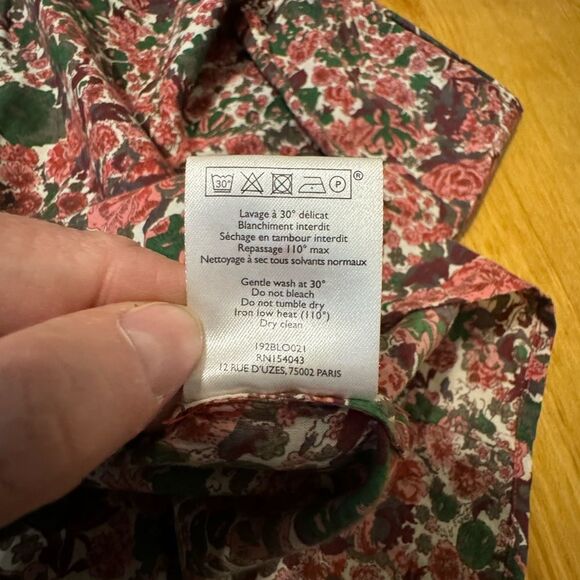 30° P ®
Lavage à 30° délicat
Blanchiment interdit
Séchage en tambour interdit
Repassage 110° max
Nettoyage à sec tous solvants normaux
Gentle wash at 30°
Do not bleach
Do not tumble dry
Iron low heat (110°)
Dry clean
192BLO021
RN154043
12 RUE D'UZES, 75002 PARIS